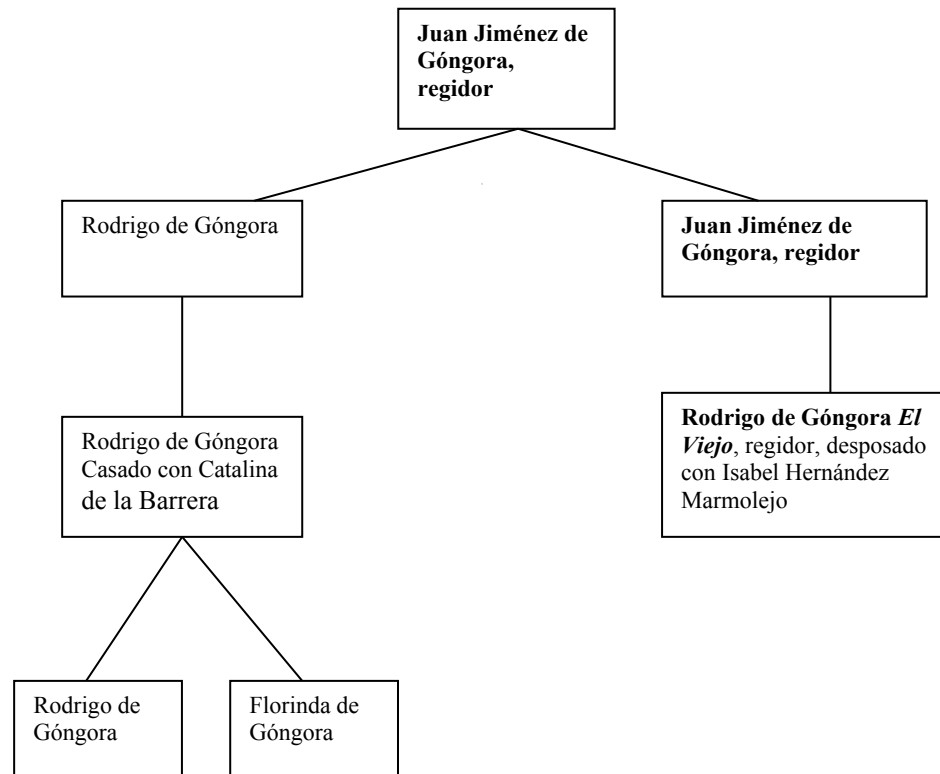 Juan Jiménez de
Góngora,
regidor
Rodrigo de Góngora
Juan Jiménez de
Góngora, regidor
Rodrigo de Góngora
Casado con Catalina
de la Barrera
Rodrigo de Góngora El
Viejo, regidor, desposado
con Isabel Hernández
Marmolejo
Rodrigo de
Góngora
Florinda de
Góngora